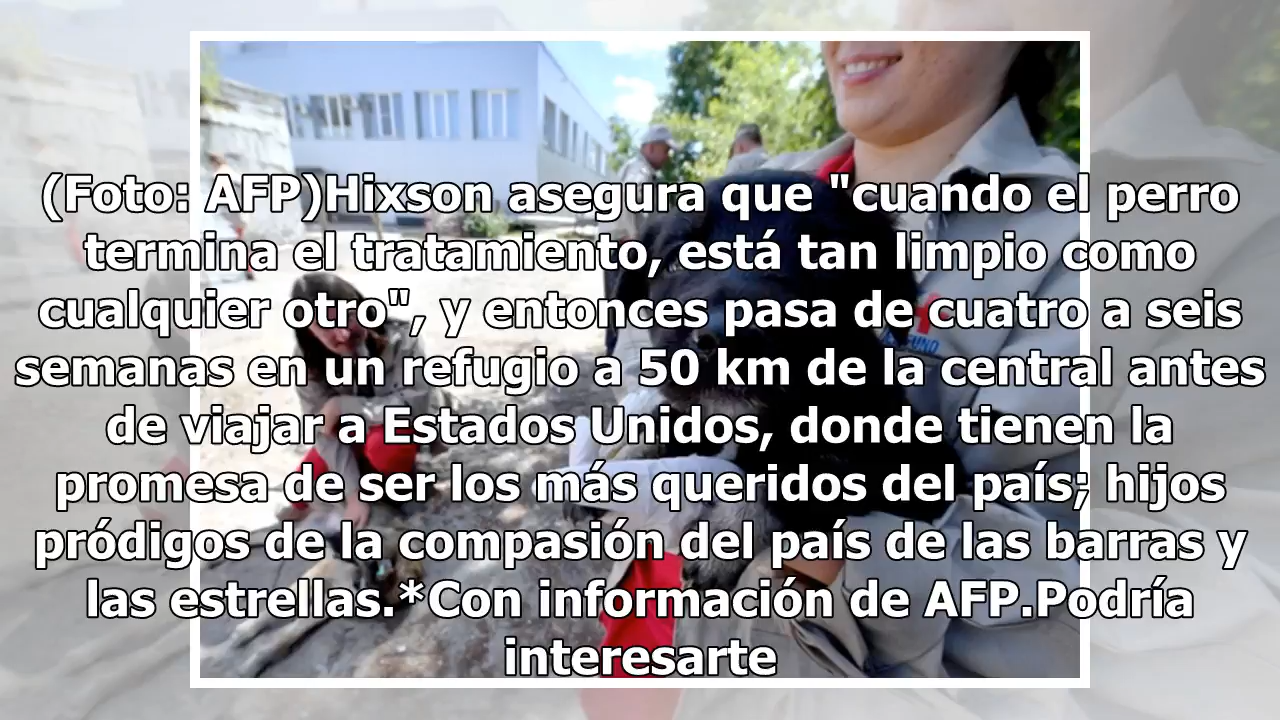 (Foto: AFP)Hixson asegura que "cuando el perro
termina el tratamiento, está tan limpio como
cualquier otro", y entonces pasa de cuatro a seis
semanas en un refugio a 50 km de la central antes
de viajar a Estados Unidos, donde tienen la
promesa de ser los más queridos del país; hijos
pródigos de la compasión del país de las barras y
las estrellas.*Con información de AFP.Podría
interesarte